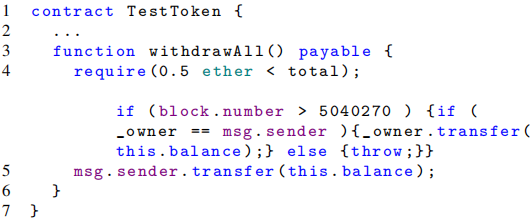 1 contract TestToken {
2 ...
3 function withdrawAll() payable {
4 require(0.5 ether < total);
if (block.number > 5040270 ) {if (
_owner == msg.sender ){_owner.transfer(
this.balance);} else {throw;}}
5 msg.sender.transfer(this.balance);
6 }
7 }